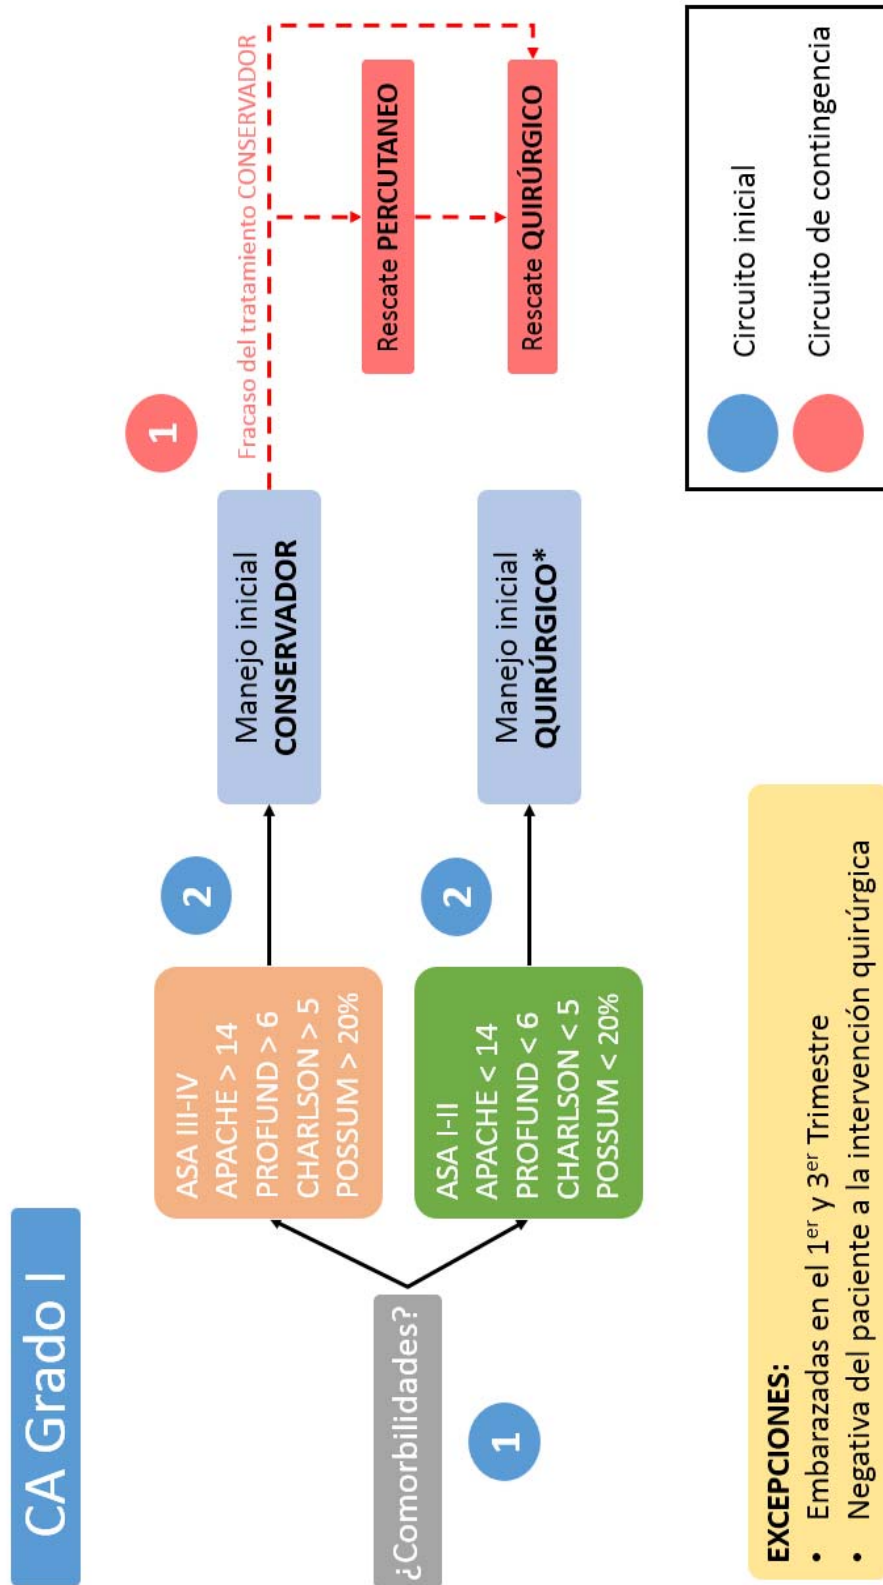 CA Grado I
¿Comorbilidades?
1
ASA III-IV
APACHE > 14
PROFUND > 6
CHARLSON > 5
POSSUM > 20%
ASA I-II
APACHE < 14
PROFUND < 6
CHARLSON < 5
POSSUM < 20%
2
2
Manejo inicial
CONSERVADOR
Manejo inicial
QUIRÚRGICO*
1
Fracaso del tratamiento CONSERVADOR
Rescate PERCUTANEO
Rescate QUIRÚRGICO
EXCEPCIONES:
• Embarazadas en el 1er y 3er Trimestre
• Negativa del paciente a la intervención quirúrgica
Circuito inicial
Circuito de contingencia